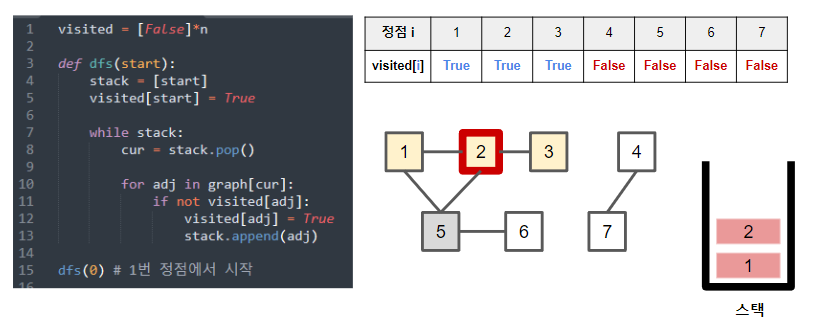 1 visited = [False]*n
2
3 def dfs(start):
4     stack = [start]
5     visited[start] = True
6
7     while stack:
8         cur = stack.pop()
9
10         for adj in graph[cur]:
11             if not visited[adj]:
12                 visited[adj] = True
13                 stack.append(adj)
14
15 dfs(0) # 1번 정점에서 시작
16
정점 i 1 2 3 4 5 6 7
visited[i] True True True False False False False
1 2 3 4
5 6 7
2
1
스택